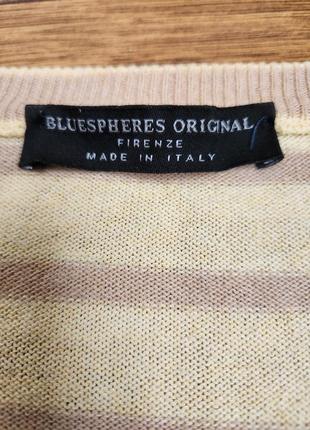 BLUESPHERES ORIGINAL
FIRENZE
MADE IN ITALY